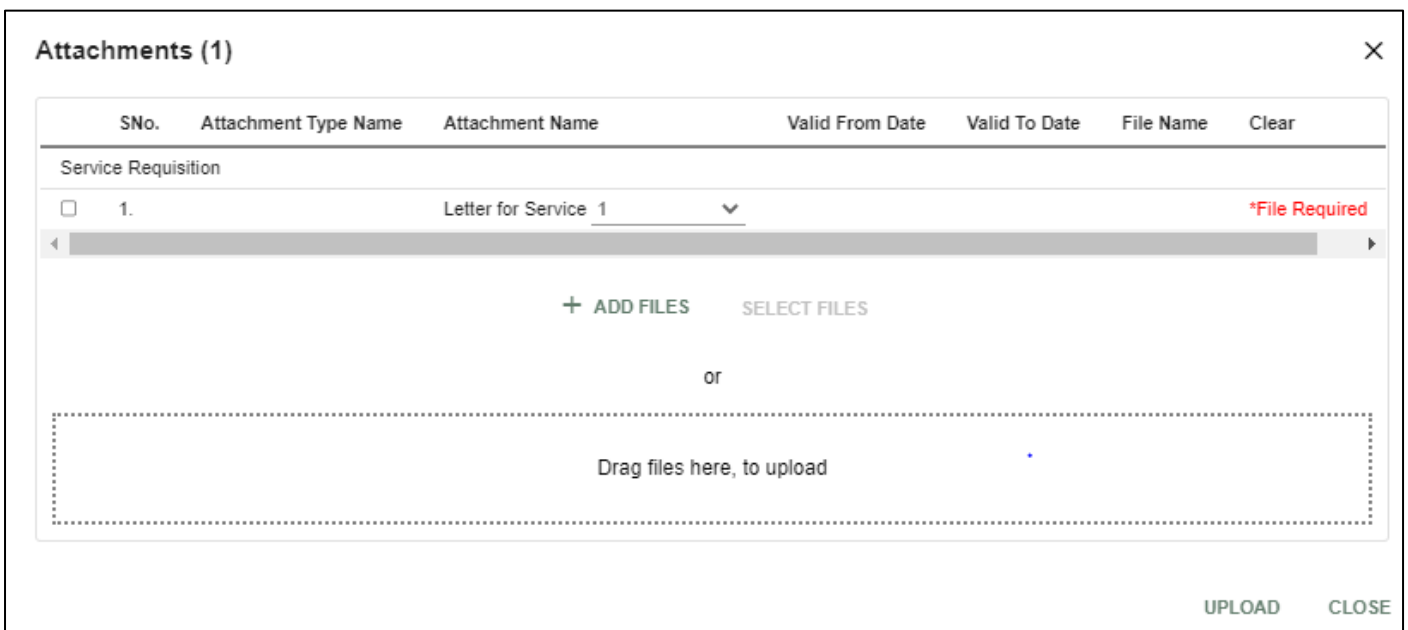 Attachments (1)
SNo. Attachment Type Name Attachment Name Valid From Date Valid To Date File Name Clear
Service Requisition
1. Letter for Service 1 *File Required
+ ADD FILES SELECT FILES
or
Drag files here, to upload
UPLOAD CLOSE